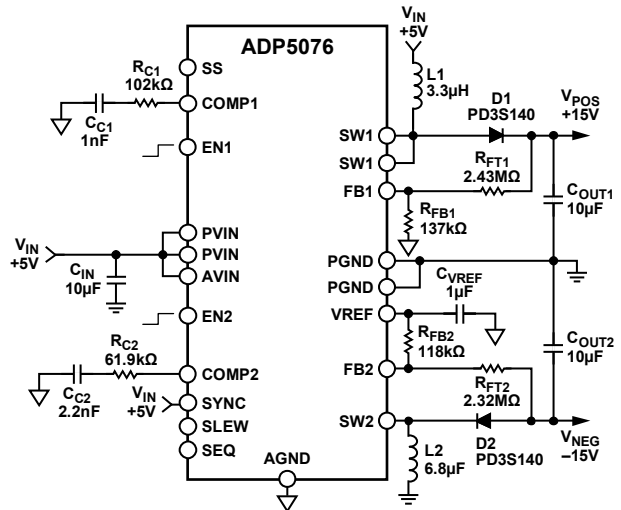 ADP5076
SS
RC1
102kΩ
COMP1
CC1
1nF
EN1
VIN
+5V
PVIN
PVIN
AVIN
CIN
10µF
EN2
RC2
61.9kΩ
COMP2
CC2
2.2nF
VIN
+5V
SYNC
SLEW
SEQ
AGND
VIN
+5V
L1
3.3µH
D1
PD3S140
VPOS
+15V
SW1
SW1
RFT1
2.43MΩ
FB1
RFB1
137kΩ
COUT1
10µF
PGND
PGND
CVREF
1µF
VREF
RFB2
118kΩ
FB2
RFT2
2.32MΩ
COUT2
10µF
SW2
L2
6.8µF
D2
PD3S140
VNEG
–15V